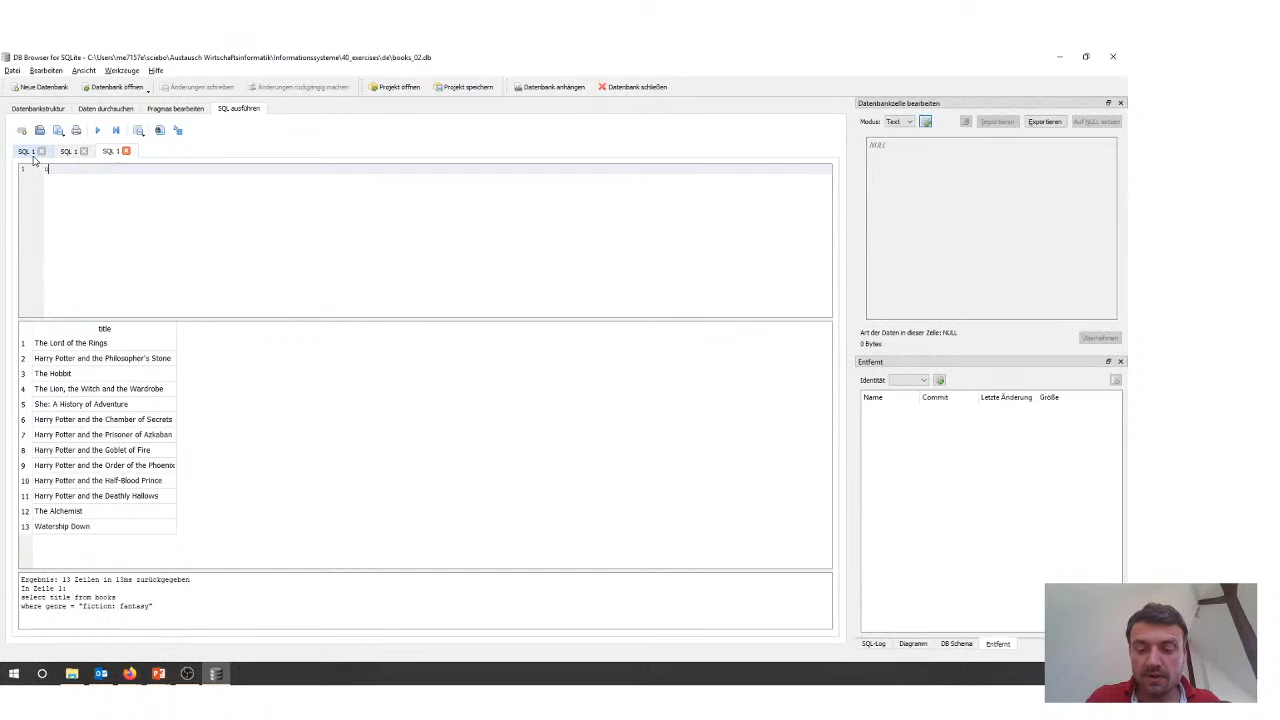 DB Browser for SQLite - C:\Users\me7157e\sciebo\Austausch Wirtschaftsinformatik\Informationssysteme\40_exercises\de\books_02.db
Datei Bearbeiten Ansicht Werkzeuge Hilfe
Neue Datenbank Datenbank öffnen Änderungen schreiben Änderungen rückgängig machen Projekt öffnen Projekt speichern Datenbank anhängen Datenbank schließen
Datenbankstruktur Daten durchsuchen Pragmas bearbeiten SQL ausführen
SQL 1 SQL 1 SQL 1
1 u
title
1 The Lord of the Rings
2 Harry Potter and the Philosopher's Stone
3 The Hobbit
4 The Lion, the Witch and the Wardrobe
5 She: A History of Adventure
6 Harry Potter and the Chamber of Secrets
7 Harry Potter and the Prisoner of Azkaban
8 Harry Potter and the Goblet of Fire
9 Harry Potter and the Order of the Phoenix
10 Harry Potter and the Half-Blood Prince
11 Harry Potter and the Deathly Hallows
12 The Alchemist
13 Watership Down
Ergebnis: 13 Zeilen in 13ms zurückgegeben
In Zeile 1:
select title from books
where genre = "fiction: fantasy"
Datenbankzelle bearbeiten
Modus: Text Importieren Exportieren Auf NULL setzen
NULL
Art der Daten in dieser Zelle: NULL
0 Bytes
Übernehmen
Entfernt
Identität
Name Commit Letzte Änderung Größe
SQL-Log Diagramm DB Schema Entfernt